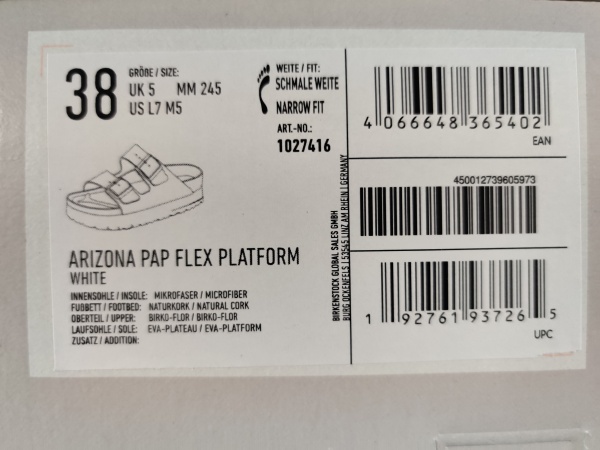 38
GRÖßE / SIZE:
UK 5 MM 245
US L7 M5
WEITE / FIT:
SCHMALE WEITE
NARROW FIT
ART.-NO.:
1027416
ARIZONA PAP FLEX PLATFORM
WHITE
INNENSOHLE / INSOLE: MIKROFASER / MICROFIBER
FUßBETT / FOOTBED: NATURKORK / NATURAL CORK
OBERTEIL / UPPER: BIRKO-FLOR / BIRKO-FLOR
LAUFSOHLE / SOLE: EVA-PLATEAU / EVA-PLATFORM
ZUSATZ / ADDITION:
BIRKENSTOCK GLOBAL SALES GMBH
BURG OCKENFELS | 53545 LINZ AM RHEIN | GERMANY
4 066648 365402
EAN
450012739605973
1 92761 93726 5
UPC